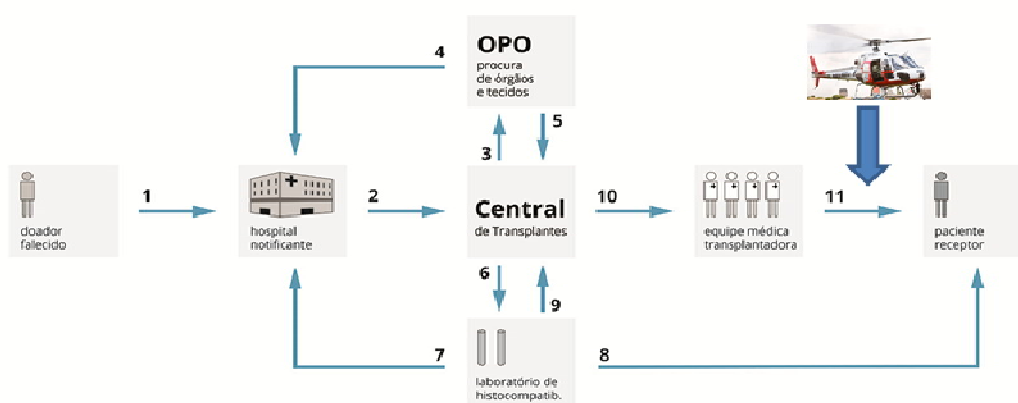 4
OPO
procura
de órgãos
e tecidos
3
5
1
doador
falecido
hospital
notificante
2
Central
de Transplantes
10
equipe médica
transplantadora
11
paciente
receptor
6
9
7
laboratório de
histocompatib.
8